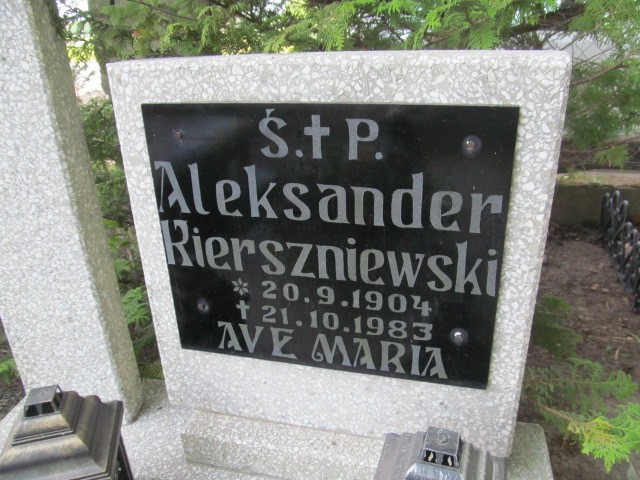 Ś.†P.
Aleksander
Kierszniewski
* 20.9.1904
† 21.10.1983
AVE MARIA